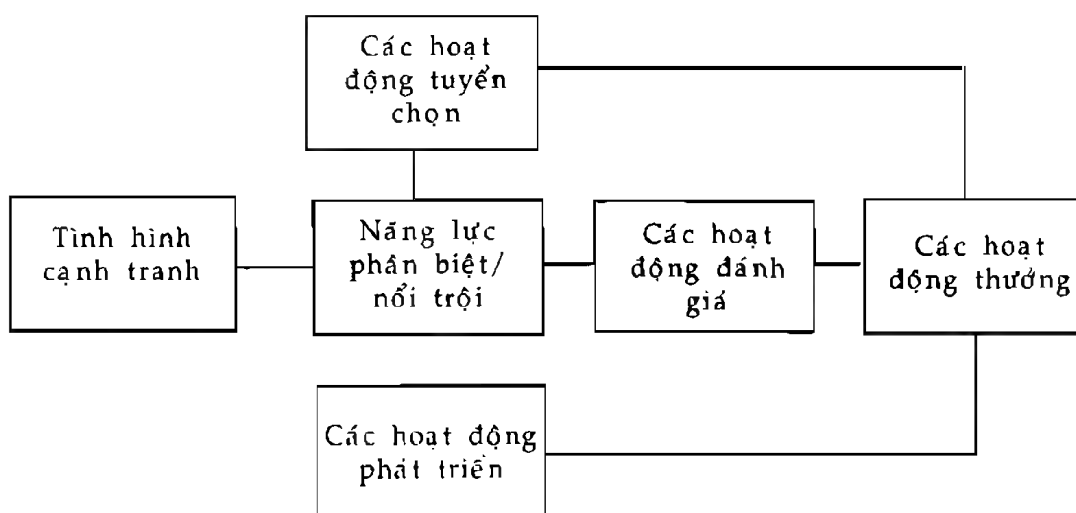 Các hoạt
động tuyển
chọn
Tình hình
cạnh tranh
Năng lực
phân biệt/
nổi trội
Các hoạt
động đánh
giá
Các hoạt
động thưởng
Các hoạt động
phát triển